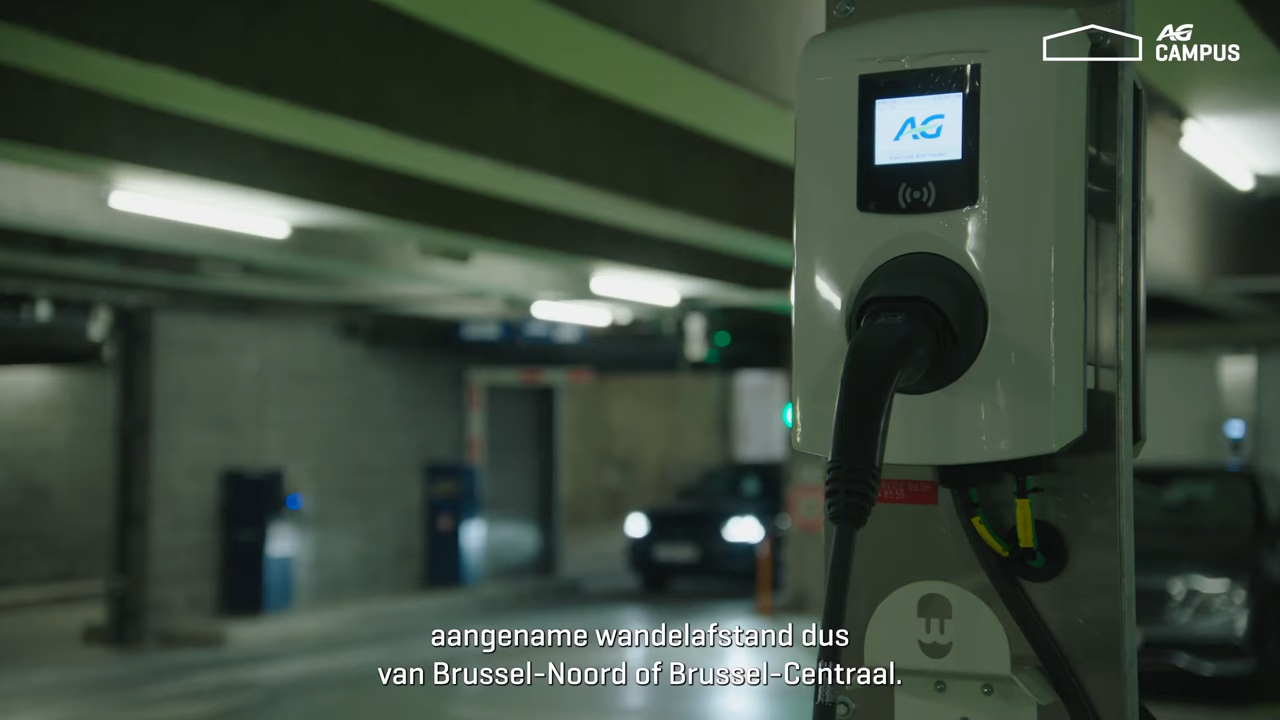 AG
CAMPUS
AG
aangename wandelafstand dus
van Brussel-Noord of Brussel-Centraal.